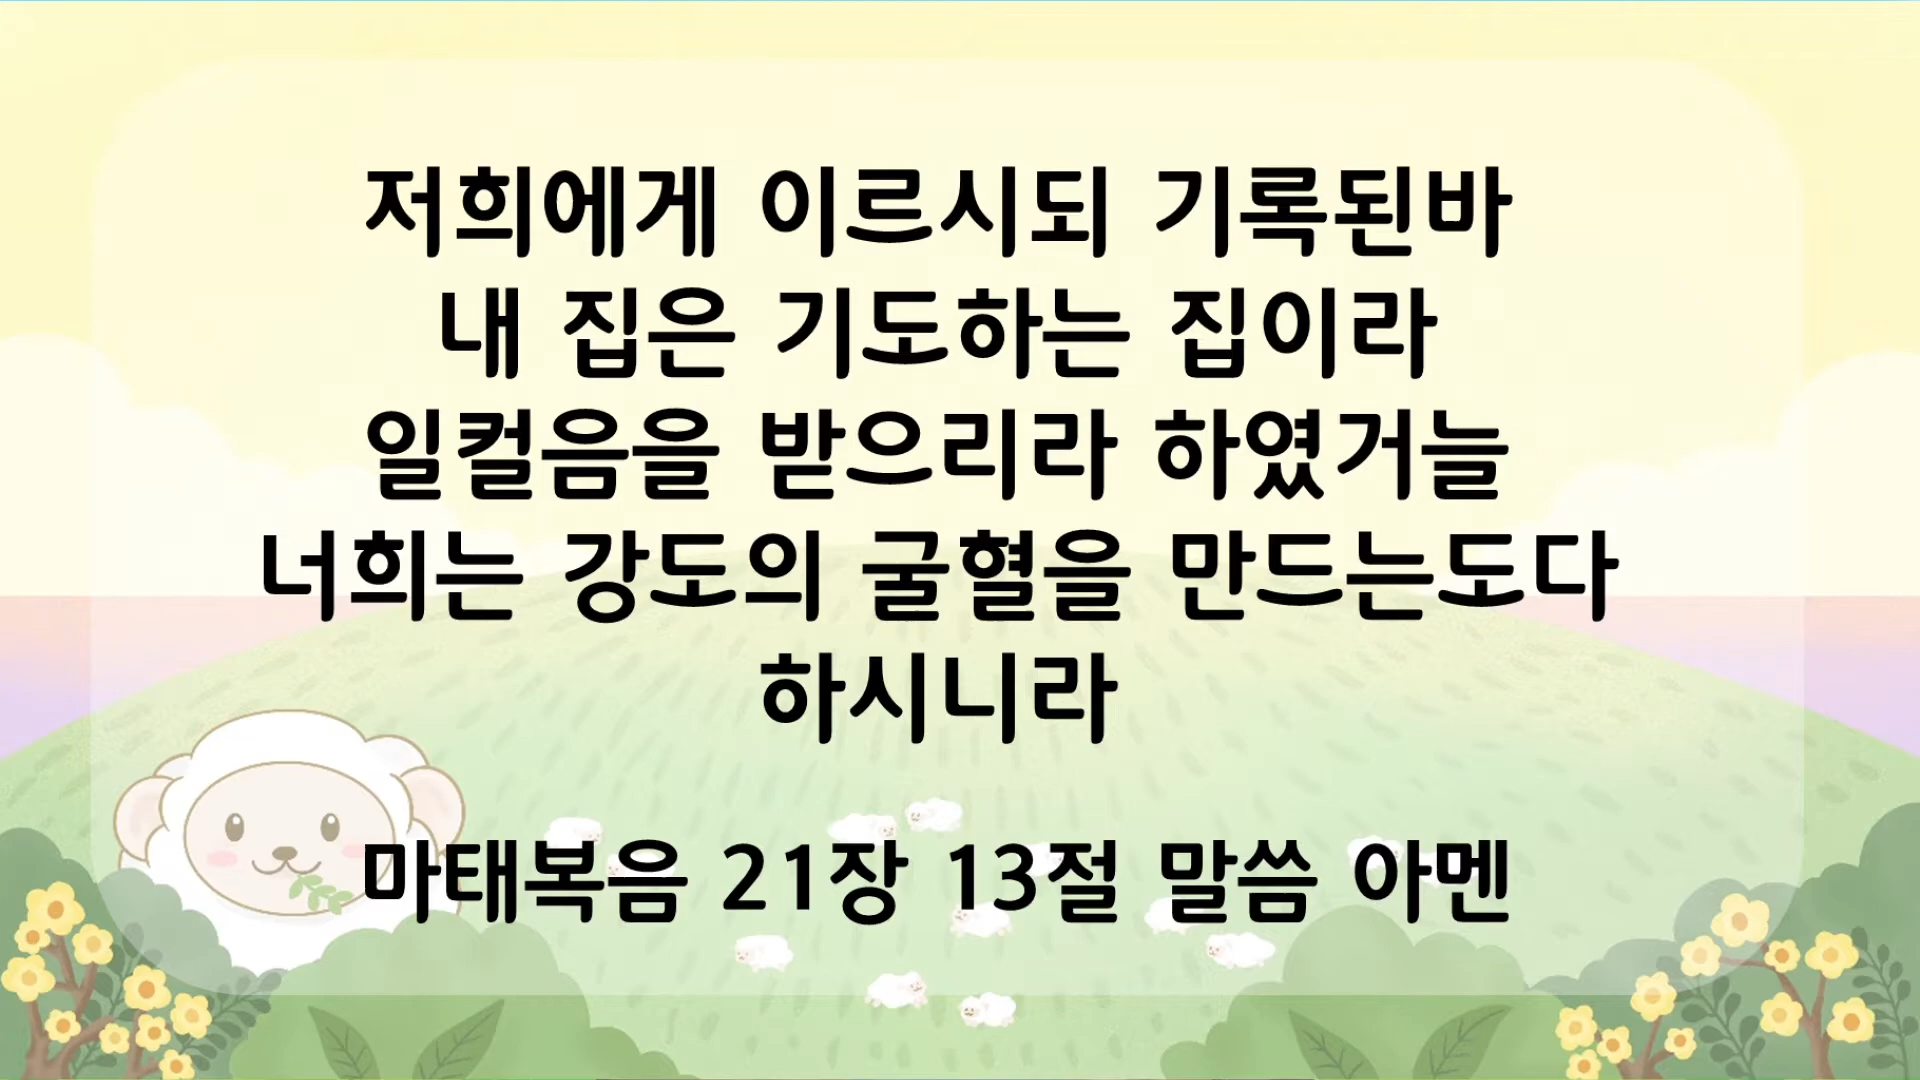 저희에게 이르시되 기록된바
내 집은 기도하는 집이라
일컬음을 받으리라 하였거늘
너희는 강도의 굴혈을 만드는도다
하시니라
마태복음 21장 13절 말씀 아멘